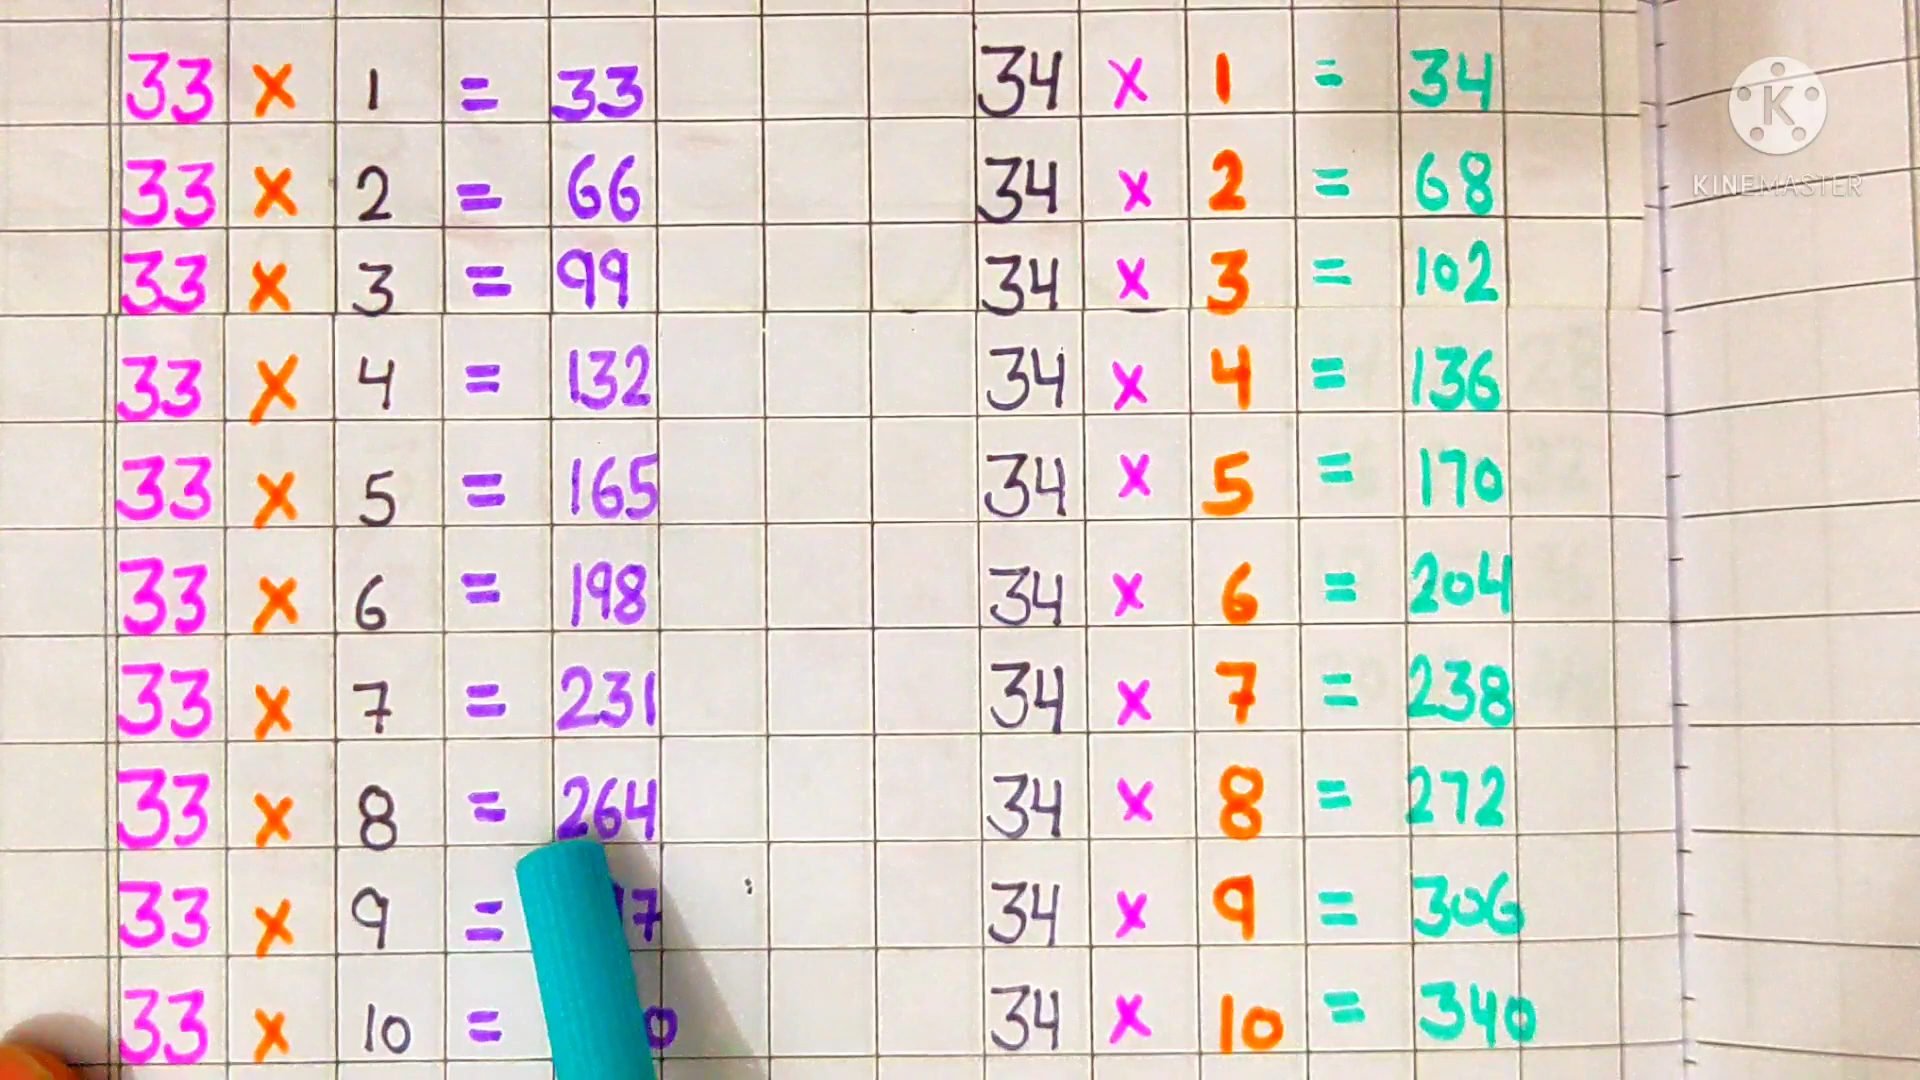 33 × 1 = 33
33 × 2 = 66
33 × 3 = 99
33 × 4 = 132
33 × 5 = 165
33 × 6 = 198
33 × 7 = 231
33 × 8 = 264
33 × 9 =
33 × 10 =
34 × 1 = 34
34 × 2 = 68
34 × 3 = 102
34 × 4 = 136
34 × 5 = 170
34 × 6 = 204
34 × 7 = 238
34 × 8 = 272
34 × 9 = 306
34 × 10 = 340
K
KINEMASTER